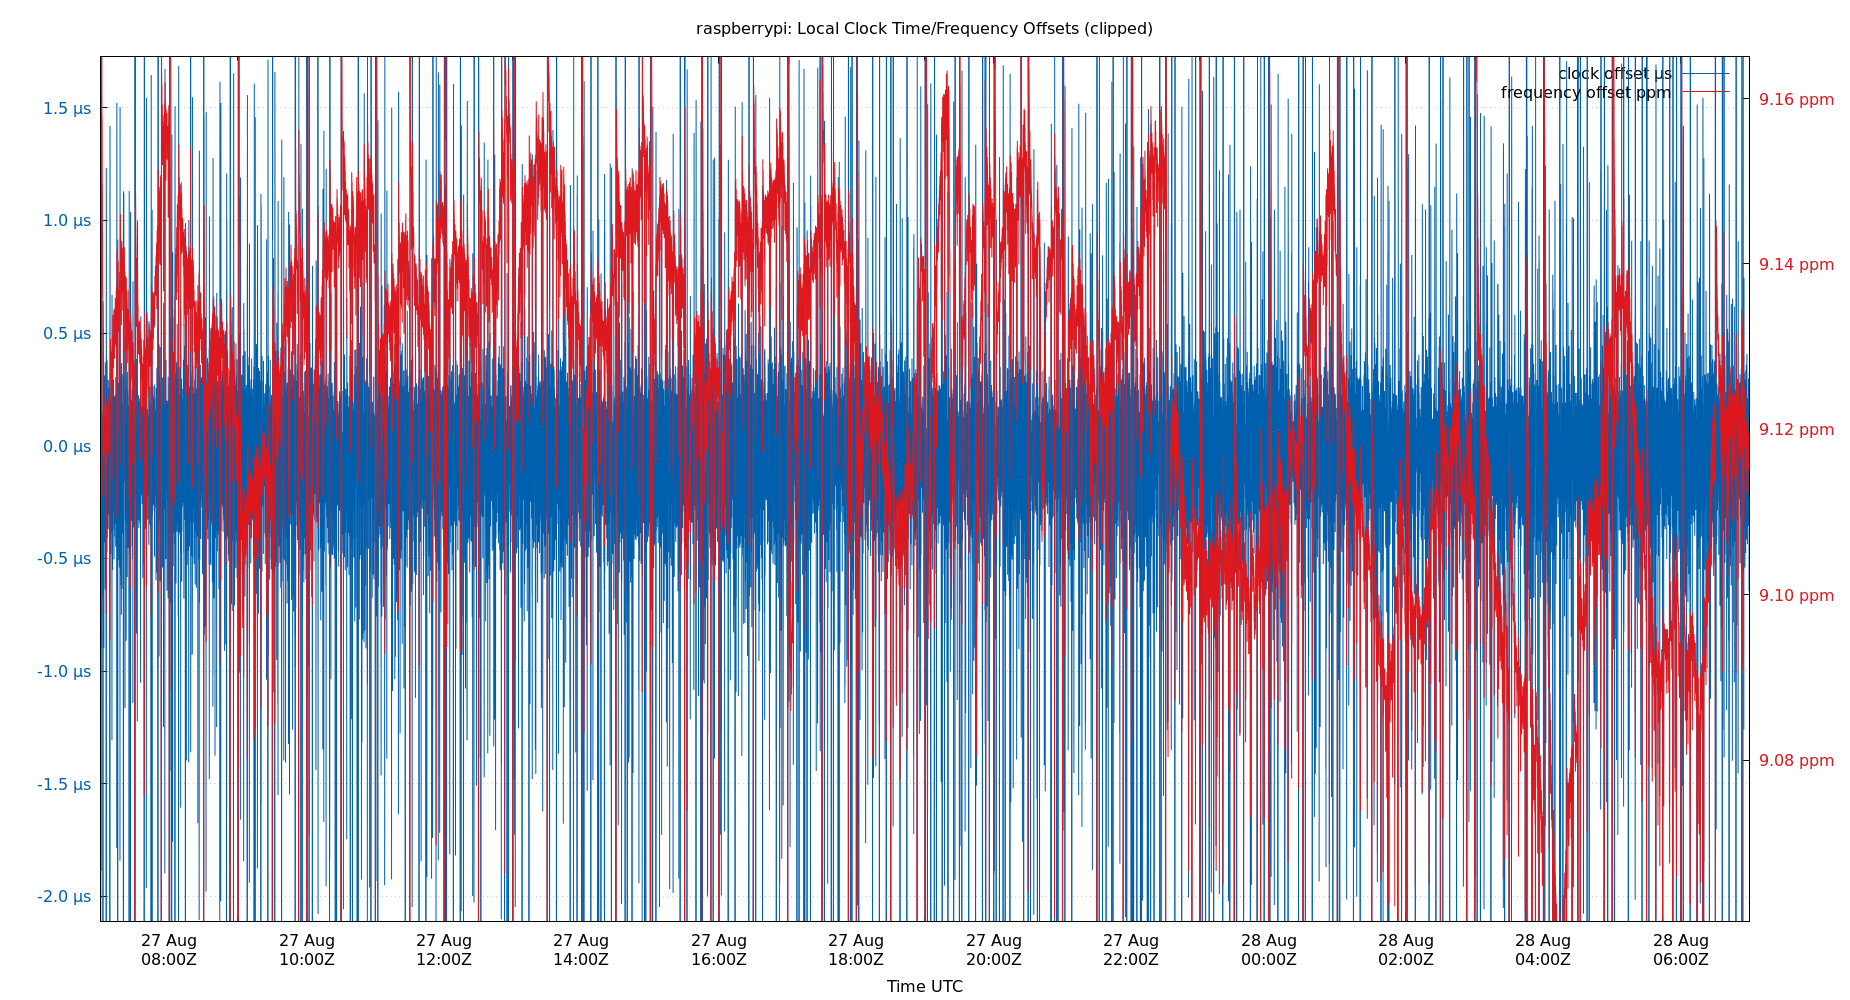 raspberrypi: Local Clock Time/Frequency Offsets (clipped)
clock offset µs
frequency offset ppm
1.5 µs
1.0 µs
0.5 µs
0.0 µs
-0.5 µs
-1.0 µs
-1.5 µs
-2.0 µs
9.16 ppm
9.14 ppm
9.12 ppm
9.10 ppm
9.08 ppm
27 Aug 27 Aug 27 Aug 27 Aug 27 Aug 27 Aug 27 Aug 27 Aug 28 Aug 28 Aug 28 Aug 28 Aug
08:00Z 10:00Z 12:00Z 14:00Z 16:00Z 18:00Z 20:00Z 22:00Z 00:00Z 02:00Z 04:00Z 06:00Z
Time UTC